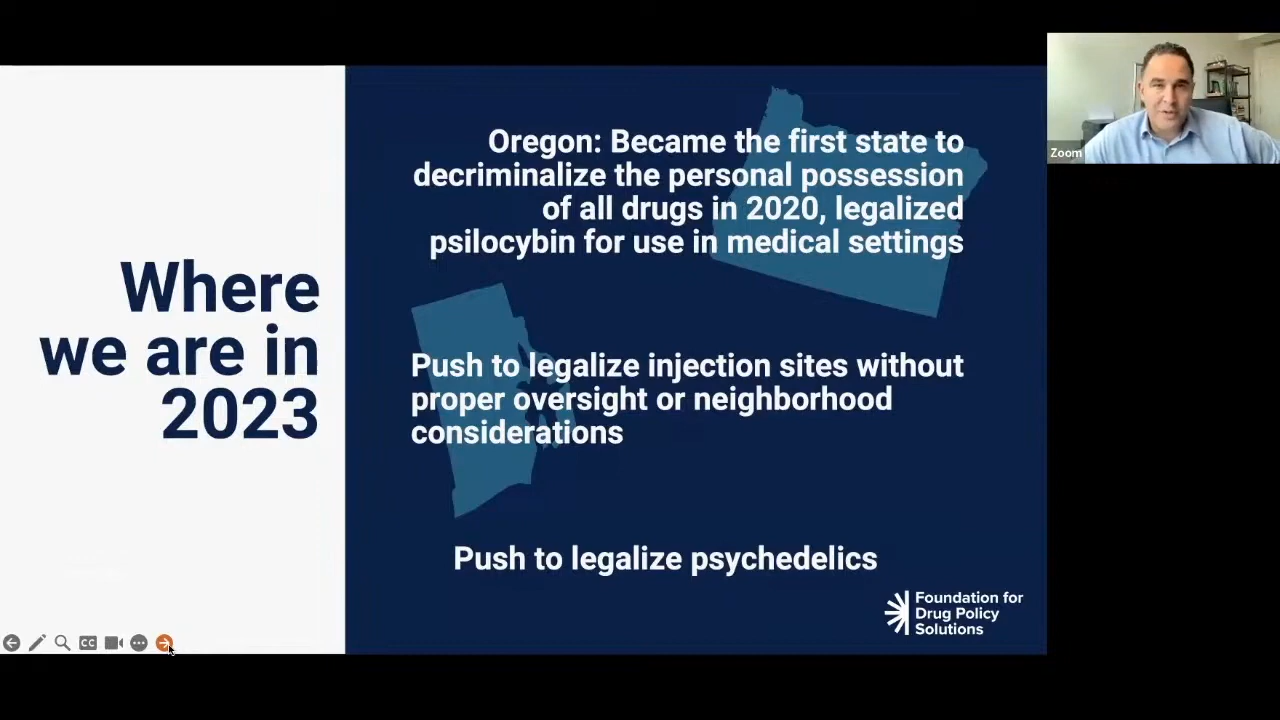 Where
we are in
2023
Oregon: Became the first state to
decriminalize the personal possession
of all drugs in 2020, legalized
psilocybin for use in medical settings
Push to legalize injection sites without
proper oversight or neighborhood
considerations
Push to legalize psychedelics
Foundation for
Drug Policy
Solutions
CC
Zoom